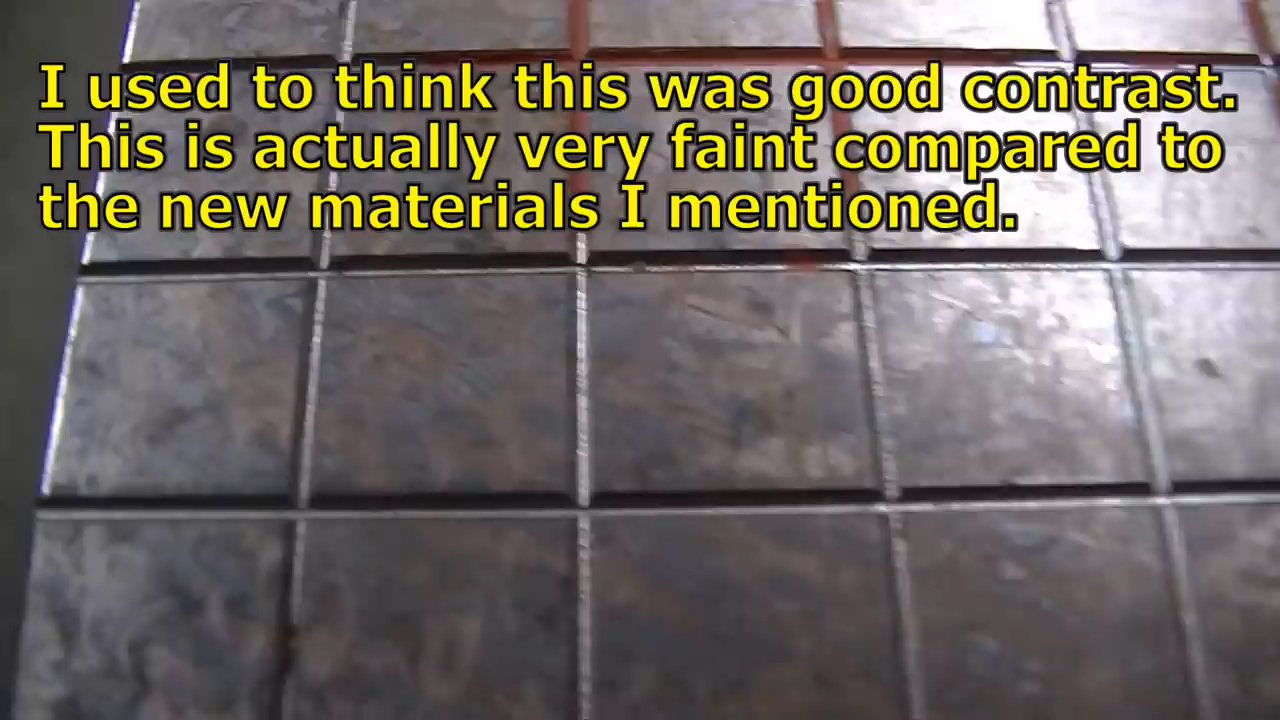 I used to think this was good contrast.
This is actually very faint compared to
the new materials I mentioned.